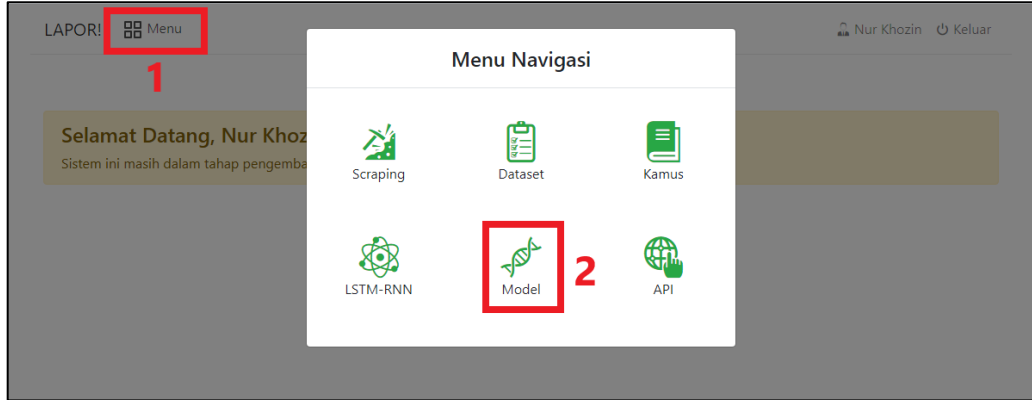 LAPOR! Menu Nur Khozin Keluar
1
Menu Navigasi
Selamat Datang, Nur Khoz
Sistem ini masih dalam tahap pengemba
Scraping Dataset Kamus
LSTM-RNN Model 2 API